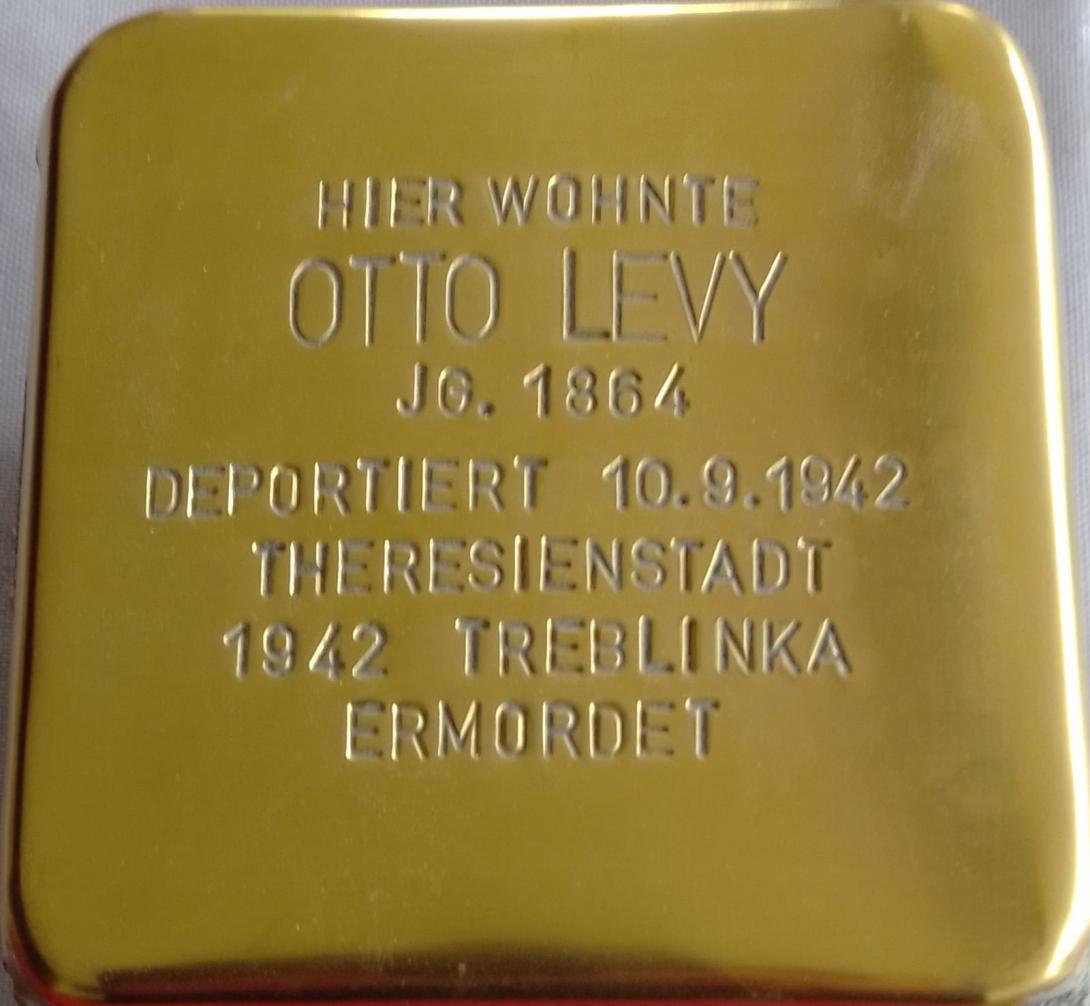 HIER WOHNTE
OTTO LEVY
JG. 1864
DEPORTIERT 10.9.1942
THERESIENSTADT
1942 TREBLINKA
ERMORDET